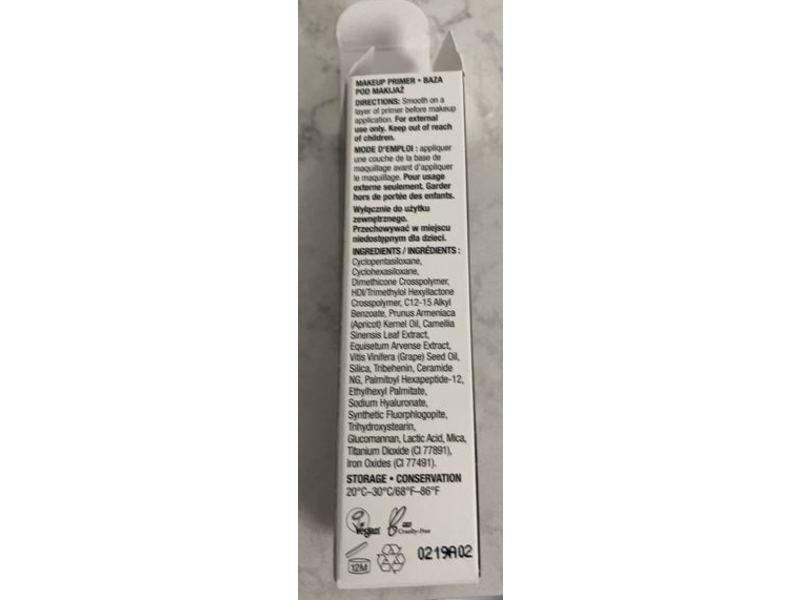 MAKEUP PRIMER • BAZA
POD MAKIJAŻ
DIRECTIONS: Smooth on a
layer of primer before makeup
application. For external
use only. Keep out of reach
of children.
MODE D'EMPLOI : appliquer
une couche de la base de
maquillage avant d'appliquer
le maquillage. Pour usage
externe seulement. Garder
hors de portée des enfants.
Wyłącznie do użytku
zewnętrznego.
Przechowywać w miejscu
niedostępnym dla dzieci.
INGREDIENTS / INGRÉDIENTS :
Cyclopentasiloxane,
Cyclohexasiloxane,
Dimethicone Crosspolymer,
HDI/Trimethylol Hexyllactone
Crosspolymer, C12-15 Alkyl
Benzoate, Prunus Armeniaca
(Apricot) Kernel Oil, Camellia
Sinensis Leaf Extract,
Equisetum Arvense Extract,
Vitis Vinifera (Grape) Seed Oil,
Silica, Tribehenin, Ceramide
NG, Palmitoyl Hexapeptide-12,
Ethylhexyl Palmitate,
Sodium Hyaluronate,
Synthetic Fluorphlogopite,
Trihydroxystearin,
Glucomannan, Lactic Acid, Mica,
Titanium Dioxide (CI 77891),
Iron Oxides (CI 77491).
STORAGE • CONSERVATION
20°C–30°C/68°F–86°F
Vegan
Cruelty-Free
12M
0219A02